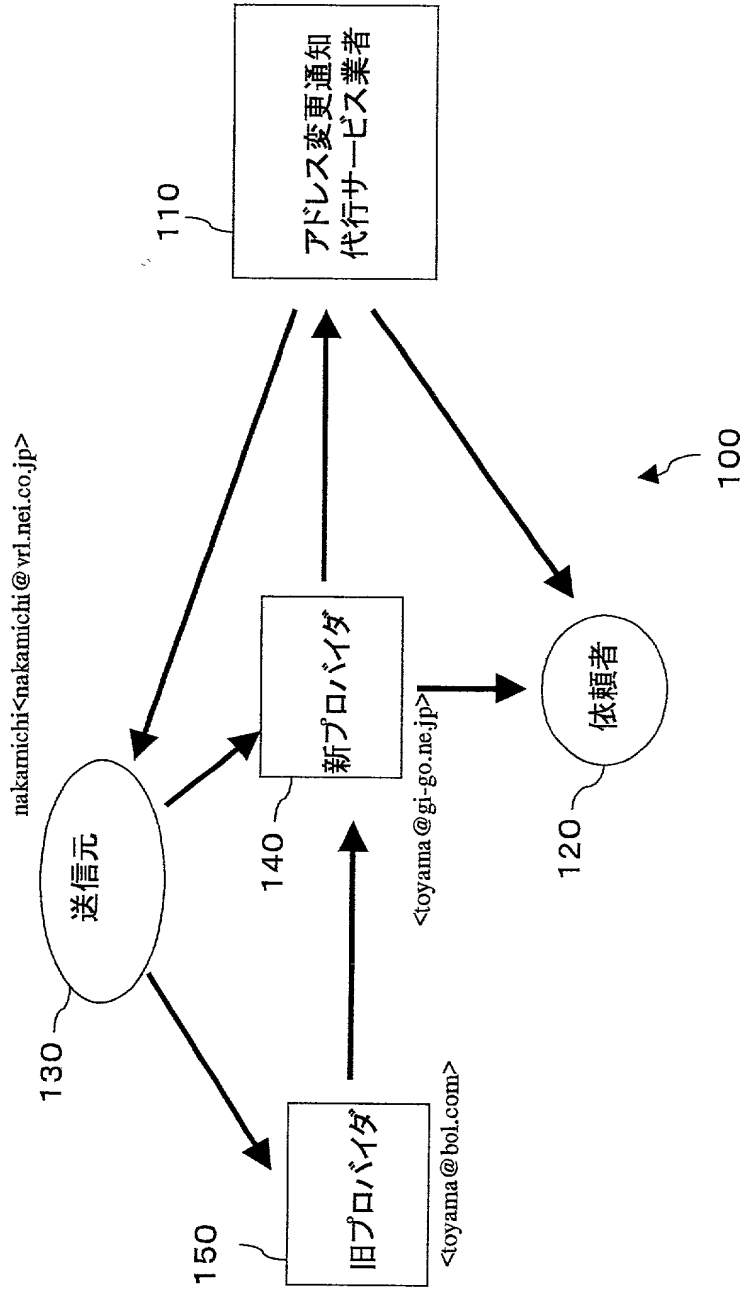 nakamichi<nakamichi@vrl.nei.co.jp>
130
送信元
110
アドレス変更通知
代行サービス業者
150
旧プロバイダ
<toyama@bol.com>
140
新プロバイダ
<toyama@gi-go.ne.jp>
120
依頼者
100